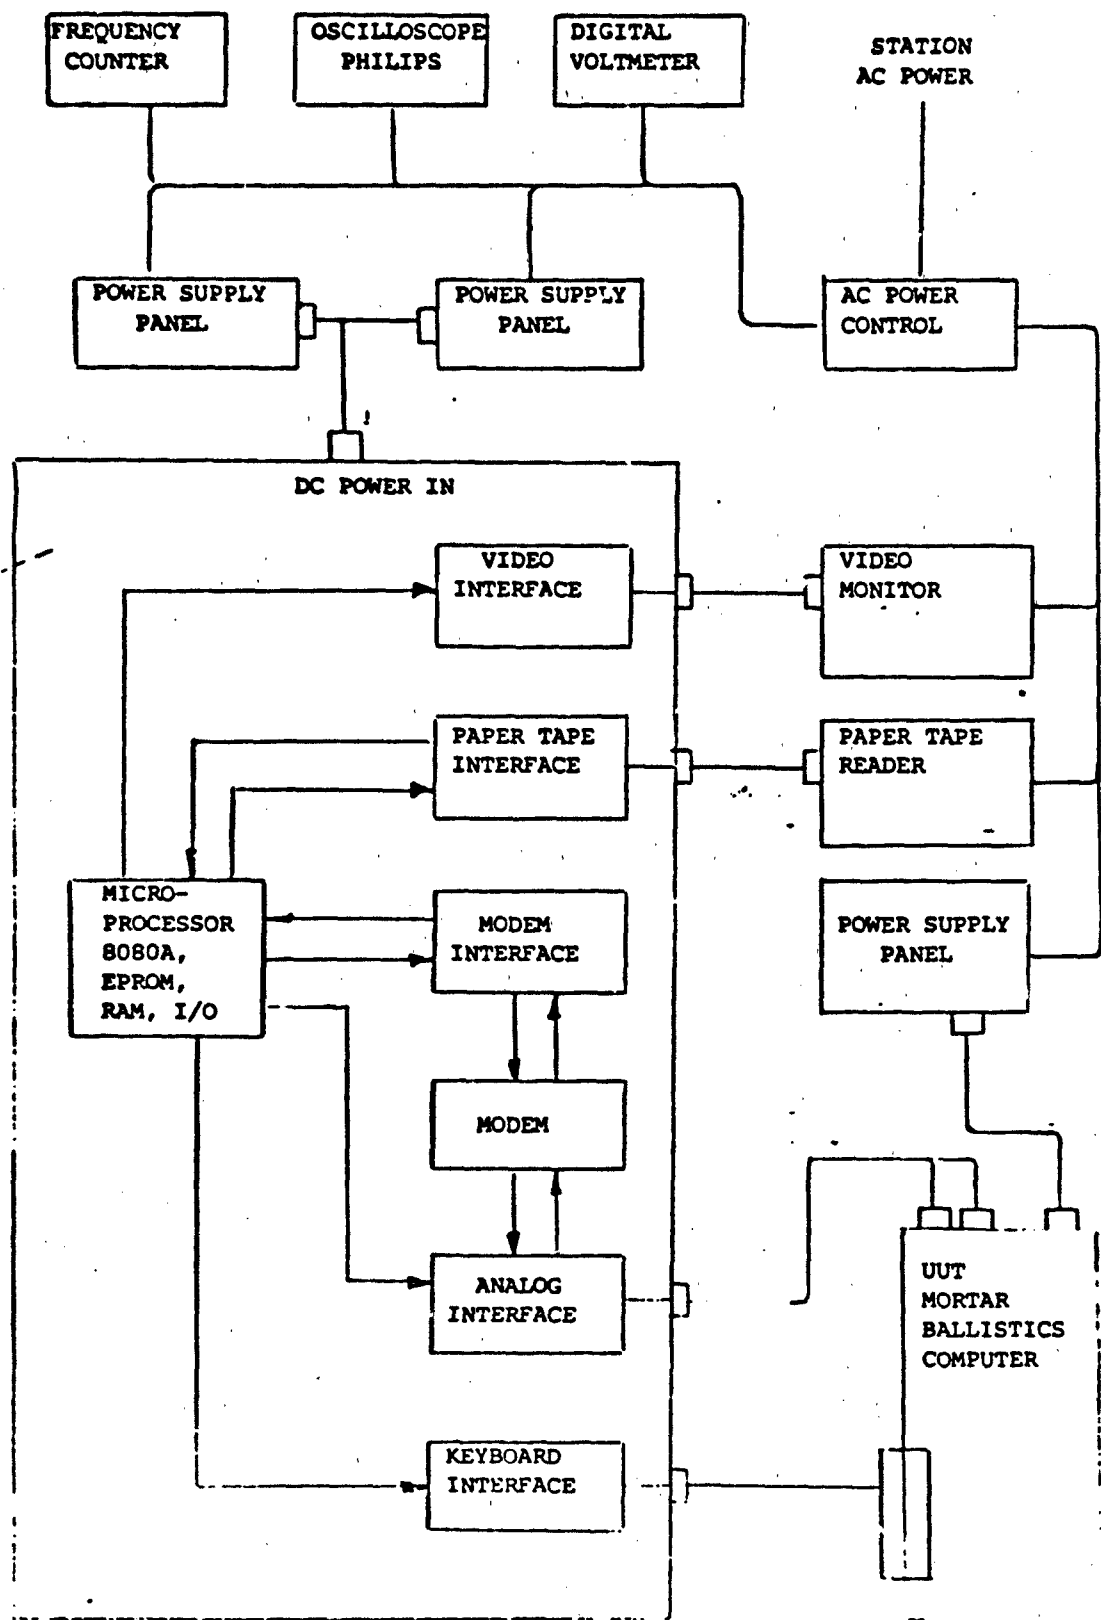 FREQUENCY
COUNTER
OSCILLOSCOPE
PHILIPS
DIGITAL
VOLTMETER
STATION
AC POWER
POWER SUPPLY
PANEL
POWER SUPPLY
PANEL
AC POWER
CONTROL
DC POWER IN
VIDEO
INTERFACE
VIDEO
MONITOR
PAPER TAPE
INTERFACE
PAPER TAPE
READER
MICRO-
PROCESSOR
8080A,
EPROM,
RAM, I/O
MODEM
INTERFACE
POWER SUPPLY
PANEL
MODEM
ANALOG
INTERFACE
UUT
MORTAR
BALLISTICS
COMPUTER
KEYBOARD
INTERFACE